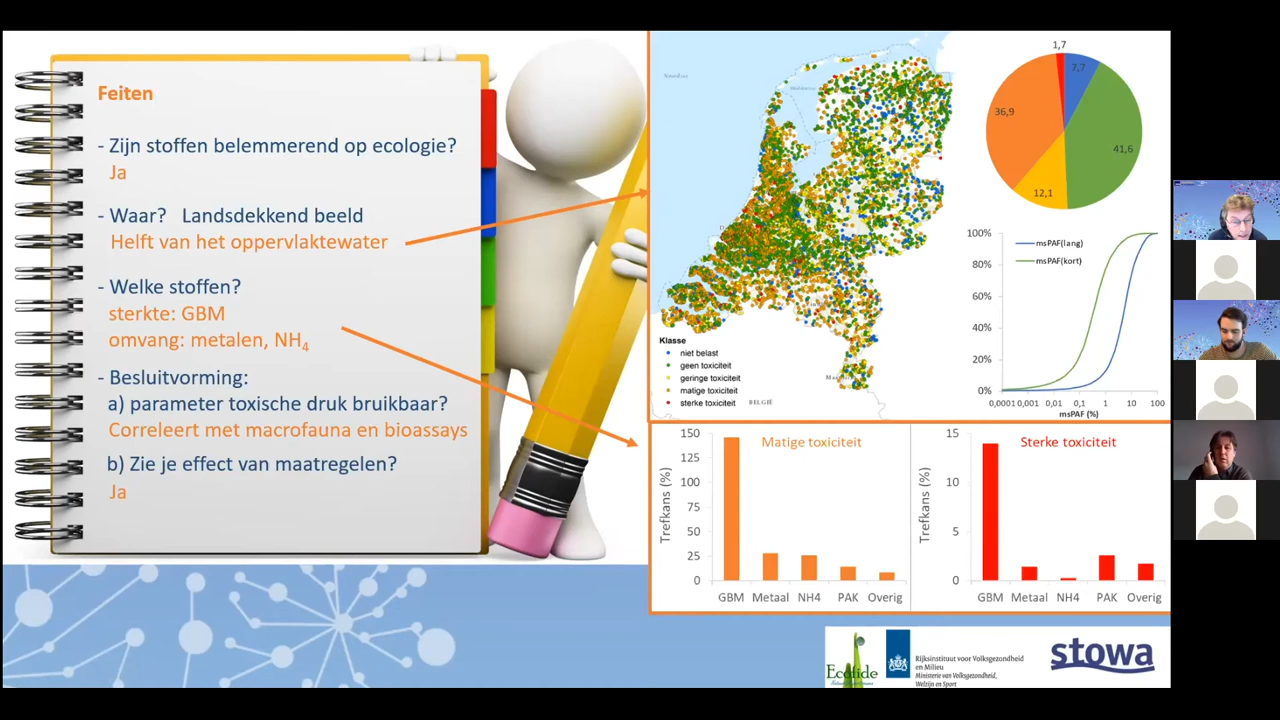 Feiten
- Zijn stoffen belemmerend op ecologie?
Ja
- Waar? Landsdekkend beeld
Helft van het oppervlaktewater
- Welke stoffen?
sterkte: GBM
omvang: metalen, NH4
- Besluitvorming:
a) parameter toxische druk bruikbaar?
Correleert met macrofauna en bioassays
b) Zie je effect van maatregelen?
Ja
Klasse
niet belast
geen toxiciteit
geringe toxiciteit
matige toxiciteit
sterke toxiciteit
BELGIË
1,7
7,7
36,9
41,6
12,1
100%
80%
60%
40%
20%
0%
msPAF(lang)
msPAF(kort)
0,0001 0,001 0,01 0,1 1 10 100
msPAF (%)
Matige toxiciteit
Trefkans (%)
150
125
100
75
50
25
0
GBM Metaal NH4 PAK Overig
Sterke toxiciteit
Trefkans (%)
15
10
5
0
GBM Metaal NH4 PAK Overig
Ecofide
Rijksinstituut voor Volksgezondheid
en Milieu
Ministerie van Volksgezondheid,
Welzijn en Sport
stowa